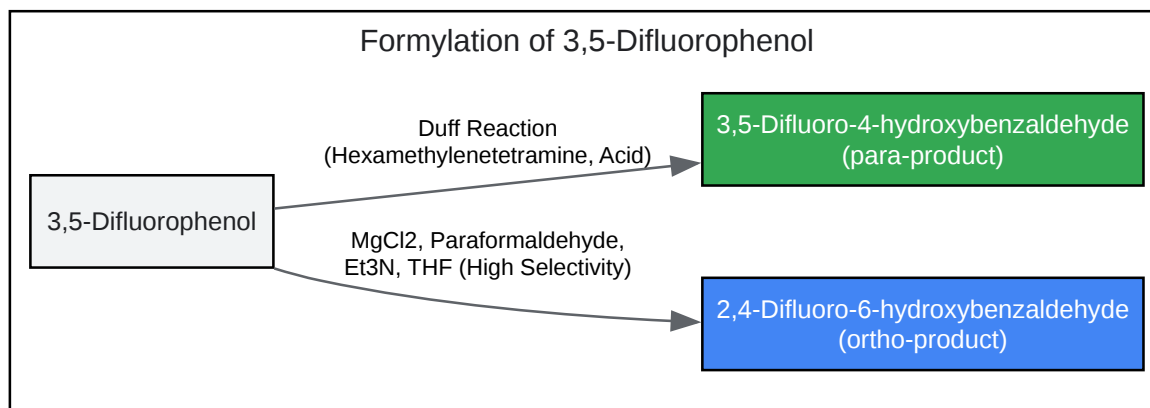 Formylation of 3,5-Difluorophenol
Duff Reaction
(Hexamethylenetetramine, Acid)
3,5-Difluoro-4-hydroxybenzaldehyde
(para-product)
3,5-Difluorophenol
MgCl2, Paraformaldehyde,
Et3N, THF (High Selectivity)
2,4-Difluoro-6-hydroxybenzaldehyde
(ortho-product)